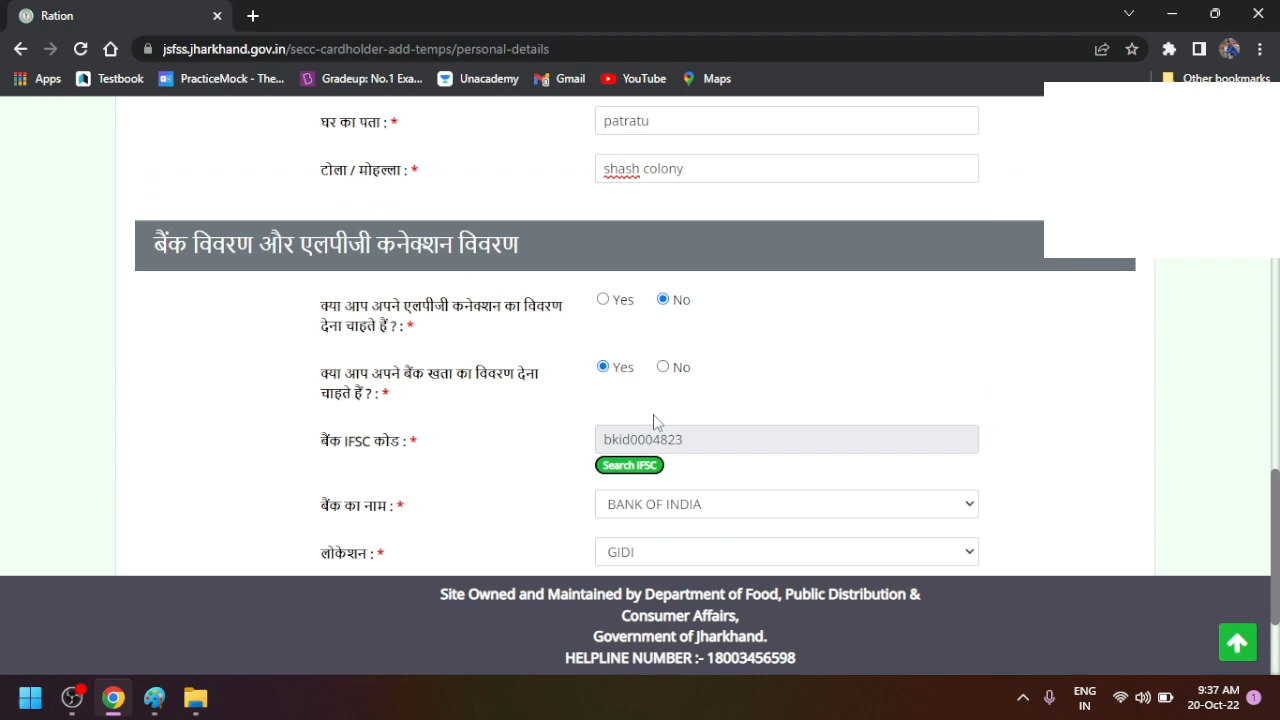 Ration
jsfss.jharkhand.gov.in/secc-cardholder-add-temps/personal-details
Apps Testbook PracticeMock - The... Gradeup: No.1 Exa... Unacademy Gmail YouTube Maps Other bookmarks
घर का पता : * patratu
टोला / मोहल्ला : * shash colony
बैंक विवरण और एलपीजी कनेक्शन विवरण
क्या आप अपने एलपीजी कनेक्शन का विवरण Yes No
देना चाहते हैं ? : *
क्या आप अपने बैंक खता का विवरण देना Yes No
चाहते हैं ? : *
बैंक IFSC कोड : * bkid0004823
Search IFSC
बैंक का नाम : * BANK OF INDIA
लोकेशन : * GIDI
Site Owned and Maintained by Department of Food, Public Distribution &
Consumer Affairs,
Government of Jharkhand.
HELPLINE NUMBER :- 18003456598
ENG 9:37 AM
IN 20-Oct-22 1